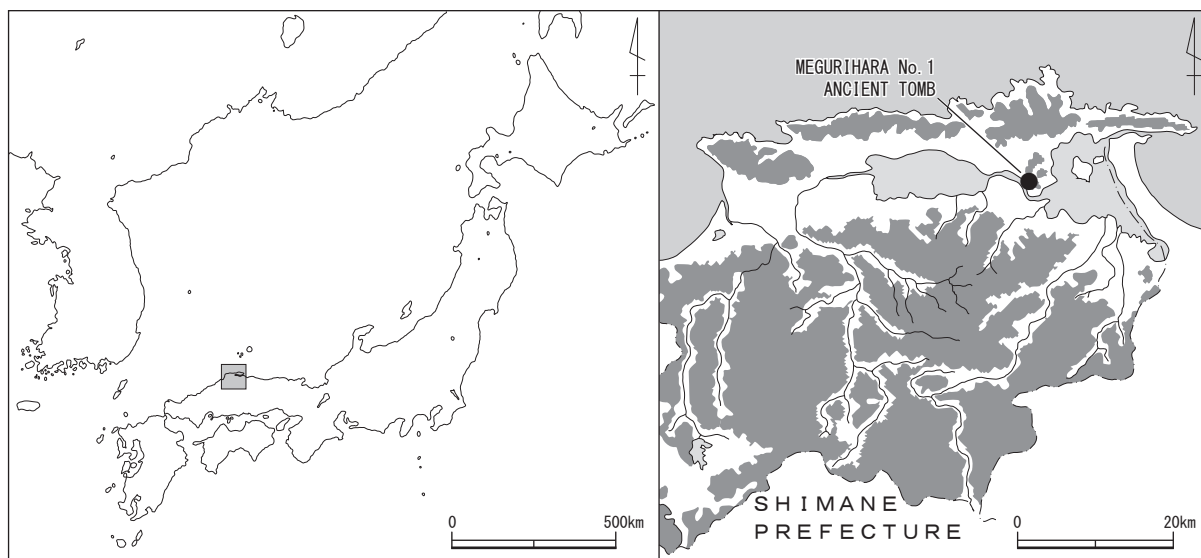 0
500km
MEGURIHARA No.1
ANCIENT TOMB
SHIMANE
PREFECTURE
0
20km